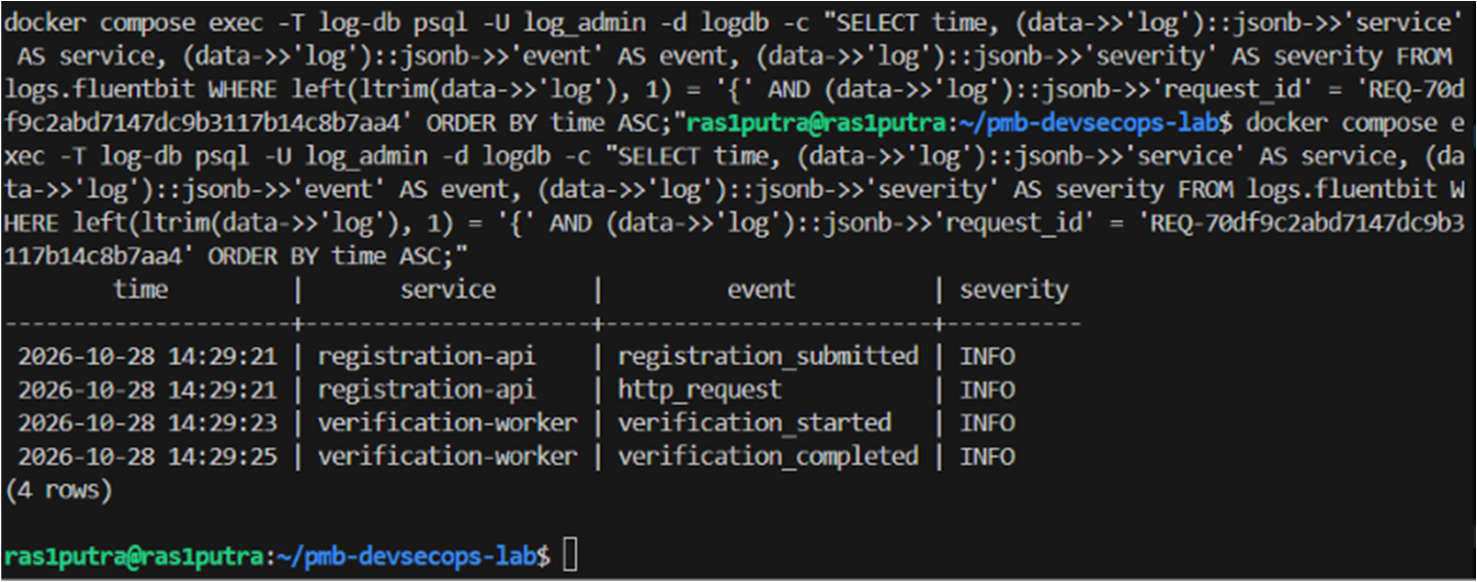 docker compose exec -T log-db psql -U log_admin -d logdb -c "SELECT time, (data->>'log')::jsonb->>'service'
 AS service, (data->>'log')::jsonb->>'event' AS event, (data->>'log')::jsonb->>'severity' AS severity FROM
logs.fluentbit WHERE left(ltrim(data->>'log'), 1) = '{' AND (data->>'log')::jsonb->>'request_id' = 'REQ-70d
f9c2abd7147dc9b3117b14c8b7aa4' ORDER BY time ASC;"ras1putra@ras1putra:~/pmb-devsecops-lab$ docker compose e
xec -T log-db psql -U log_admin -d logdb -c "SELECT time, (data->>'log')::jsonb->>'service' AS service, (da
ta->>'log')::jsonb->>'event' AS event, (data->>'log')::jsonb->>'severity' AS severity FROM logs.fluentbit W
HERE left(ltrim(data->>'log'), 1) = '{' AND (data->>'log')::jsonb->>'request_id' = 'REQ-70df9c2abd7147dc9b3
117b14c8b7aa4' ORDER BY time ASC;"
        time         |       service       |         event          | severity
---------------------+---------------------+------------------------+----------
 2026-10-28 14:29:21 | registration-api    | registration_submitted | INFO
 2026-10-28 14:29:21 | registration-api    | http_request           | INFO
 2026-10-28 14:29:23 | verification-worker | verification_started   | INFO
 2026-10-28 14:29:25 | verification-worker | verification_completed | INFO
(4 rows)
ras1putra@ras1putra:~/pmb-devsecops-lab$